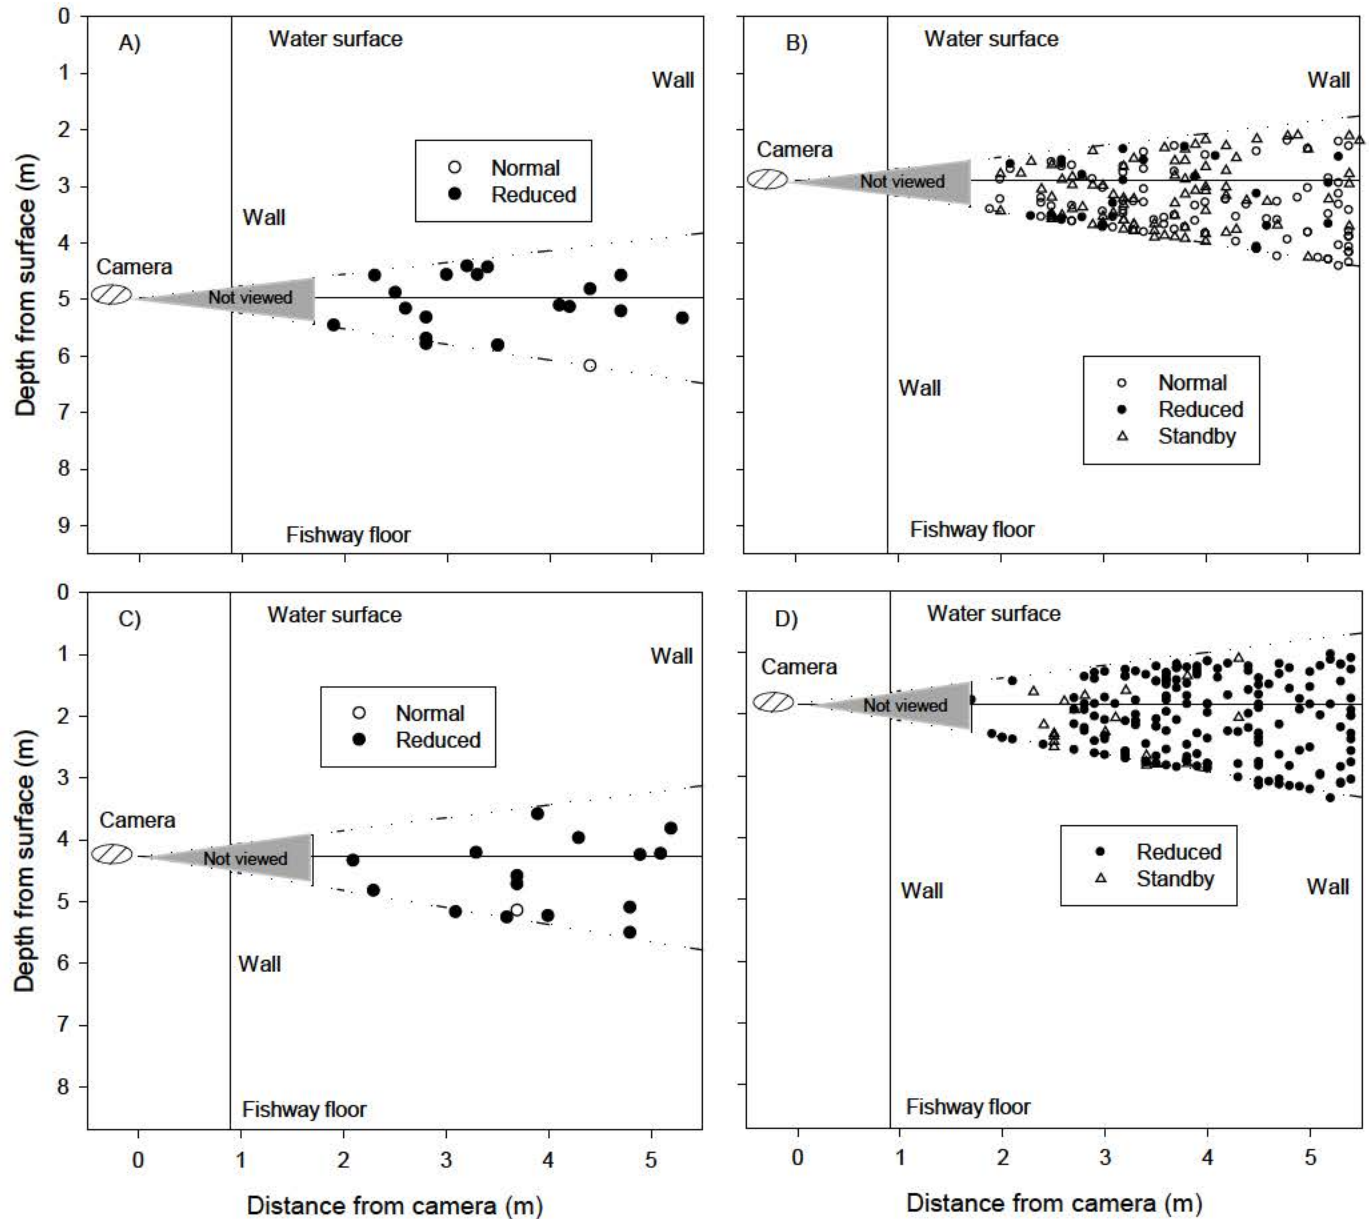 A)
Water surface
Wall
Normal
Reduced
Wall
Camera
Not viewed
Fishway floor
0
1
2
3
4
5
6
7
8
9
Depth from surface (m)
B)
Water surface
Wall
Camera
Not viewed
Wall
Normal
Reduced
Standby
Fishway floor
C)
Water surface
Wall
Normal
Reduced
Camera
Not viewed
Wall
Fishway floor
0
1
2
3
4
5
6
7
8
Depth from surface (m)
0 1 2 3 4 5
Distance from camera (m)
D)
Water surface
Camera
Not viewed
Reduced
Standby
Wall
Wall
Fishway floor
0 1 2 3 4 5
Distance from camera (m)